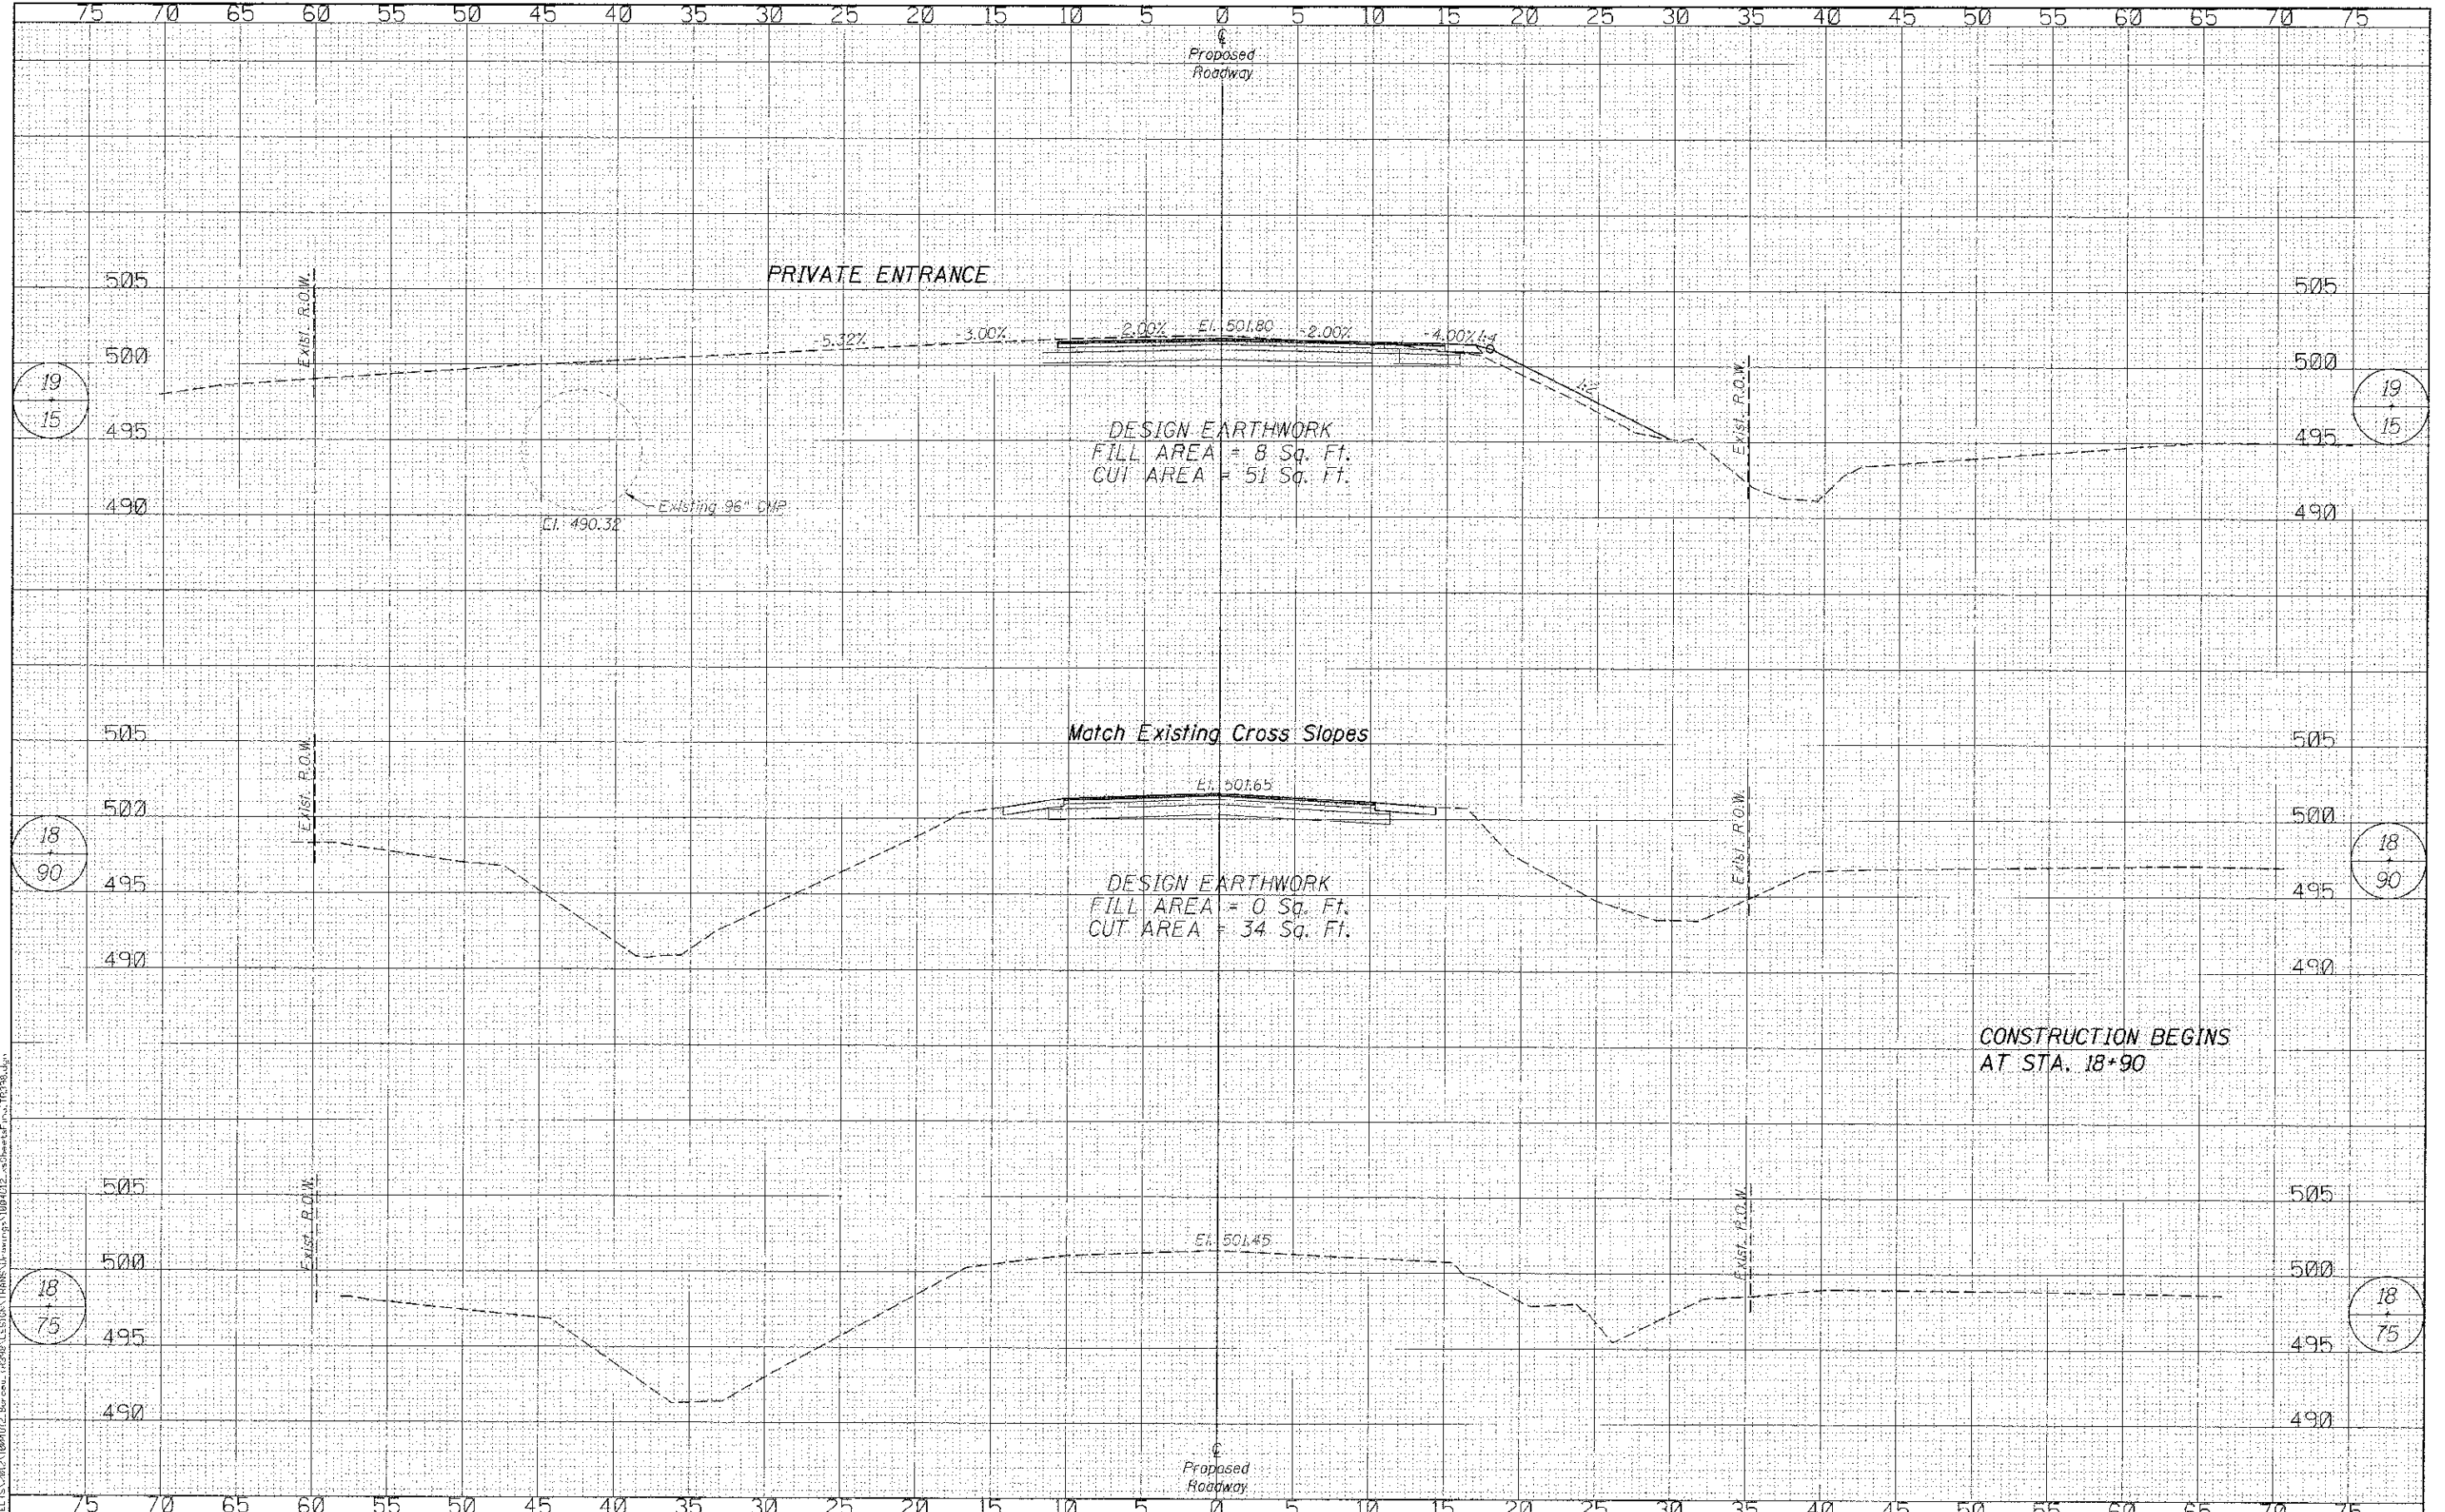 75 70 65 60 55 50 45 40 35 30 25 20 15 10 5 0 5 10 15 20 25 30 35 40 45 50 55 60 65 70 75
℄
Proposed
Roadway
505 505
PRIVATE ENTRANCE
Exist. R.O.W.
-5.32% -3.00% 2.00% El. 501.80 -2.00% -4.00% 1:4
500 500
1:2
Exist. R.O.W.
19
+
15
19
+
15
495 495
DESIGN EARTHWORK
FILL AREA = 8 Sq. Ft.
CUT AREA = 51 Sq. Ft.
Existing 96" CMP
490 490
El. 490.32
Match Existing Cross Slopes
505 505
Exist. R.O.W.
El. 501.65
500 500
Exist. R.O.W.
18
+
90
18
+
90
495 495
DESIGN EARTHWORK
FILL AREA = 0 Sq. Ft.
CUT AREA = 34 Sq. Ft.
490 490
CONSTRUCTION BEGINS
AT STA. 18+90
505 505
Exist. R.O.W.
Exist. R.O.W.
El. 501.45
500 500
18
+
75
18
+
75
495 495
490 490
℄
Proposed
Roadway
75 70 65 60 55 50 45 40 35 30 25 20 15 10 5 0 5 10 15 20 25 30 35 40 45 50 55 60 65 70 75